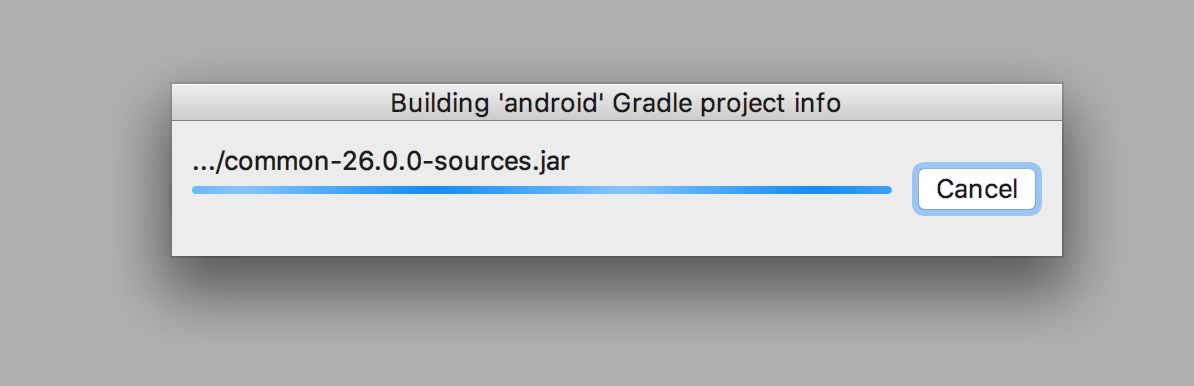 Building 'android' Gradle project info
.../common-26.0.0-sources.jar
Cancel